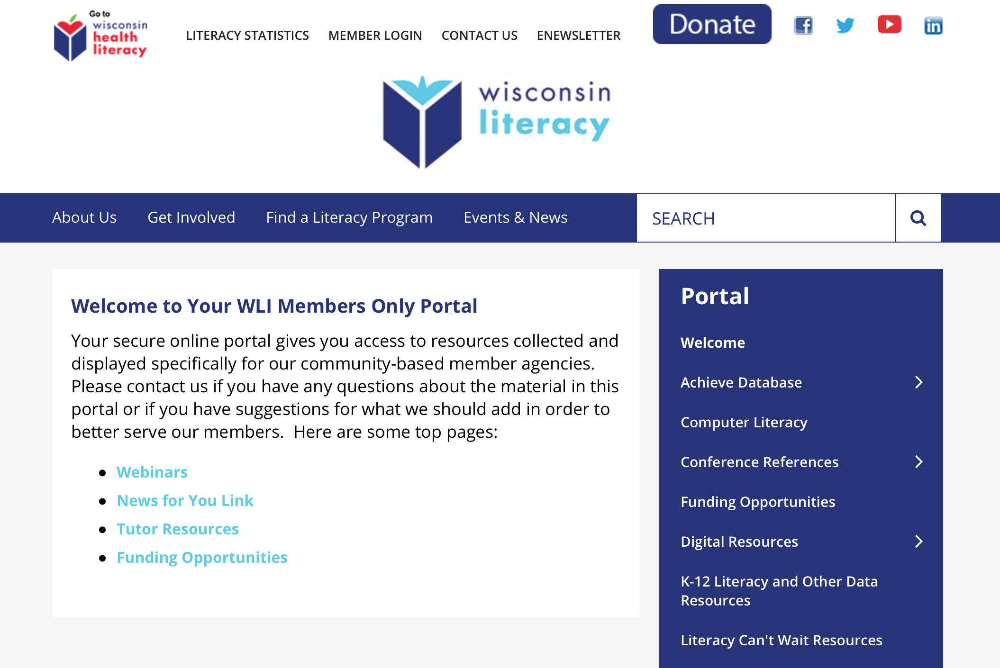 Go to
wisconsin
health
literacy
LITERACY STATISTICS
MEMBER LOGIN
CONTACT US
ENEWSLETTER
Donate
wisconsin
literacy
About Us
Get Involved
Find a Literacy Program
Events & News
SEARCH
Welcome to Your WLI Members Only Portal
Your secure online portal gives you access to resources collected and
displayed specifically for our community-based member agencies.
Please contact us if you have any questions about the material in this
portal or if you have suggestions for what we should add in order to
better serve our members.  Here are some top pages:
Webinars
News for You Link
Tutor Resources
Funding Opportunities
Portal
Welcome
Achieve Database
Computer Literacy
Conference References
Funding Opportunities
Digital Resources
K-12 Literacy and Other Data
Resources
Literacy Can't Wait Resources